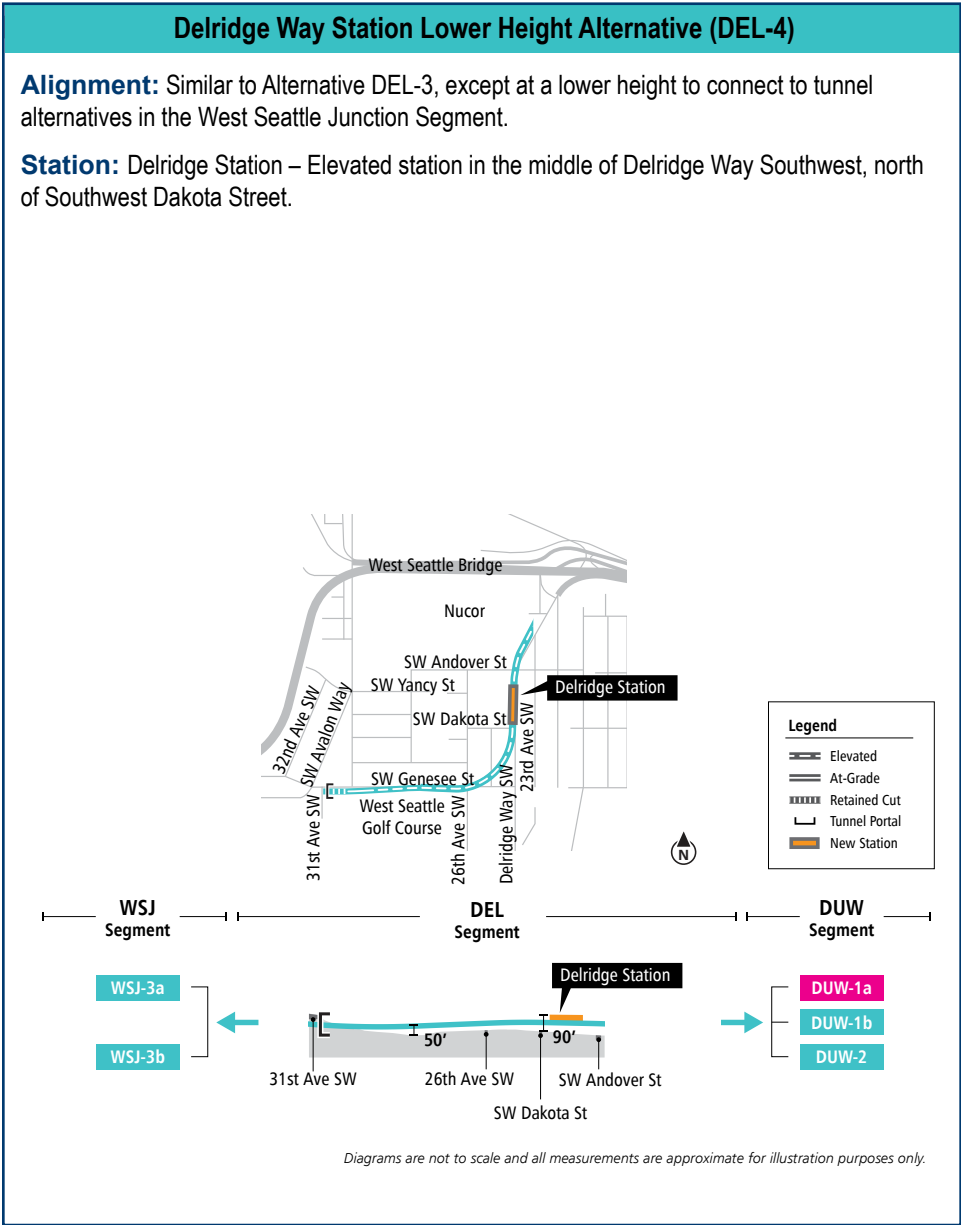 Delridge Way Station Lower Height Alternative (DEL-4)
Alignment: Similar to Alternative DEL-3, except at a lower height to connect to tunnel
alternatives in the West Seattle Junction Segment.
Station: Delridge Station – Elevated station in the middle of Delridge Way Southwest, north
of Southwest Dakota Street.
West Seattle Bridge
Nucor
SW Andover St
SW Yancy St
Delridge Station
SW Dakota St
32nd Ave SW
SW Avalon Way
23rd Ave SW
SW Genesee St
West Seattle
Golf Course
31st Ave SW
26th Ave SW
Delridge Way SW
N
Legend
Elevated
At-Grade
Retained Cut
Tunnel Portal
New Station
WSJ
Segment
DEL
Segment
DUW
Segment
WSJ-3a
WSJ-3b
Delridge Station
50'
90'
31st Ave SW
26th Ave SW
SW Andover St
SW Dakota St
DUW-1a
DUW-1b
DUW-2
Diagrams are not to scale and all measurements are approximate for illustration purposes only.